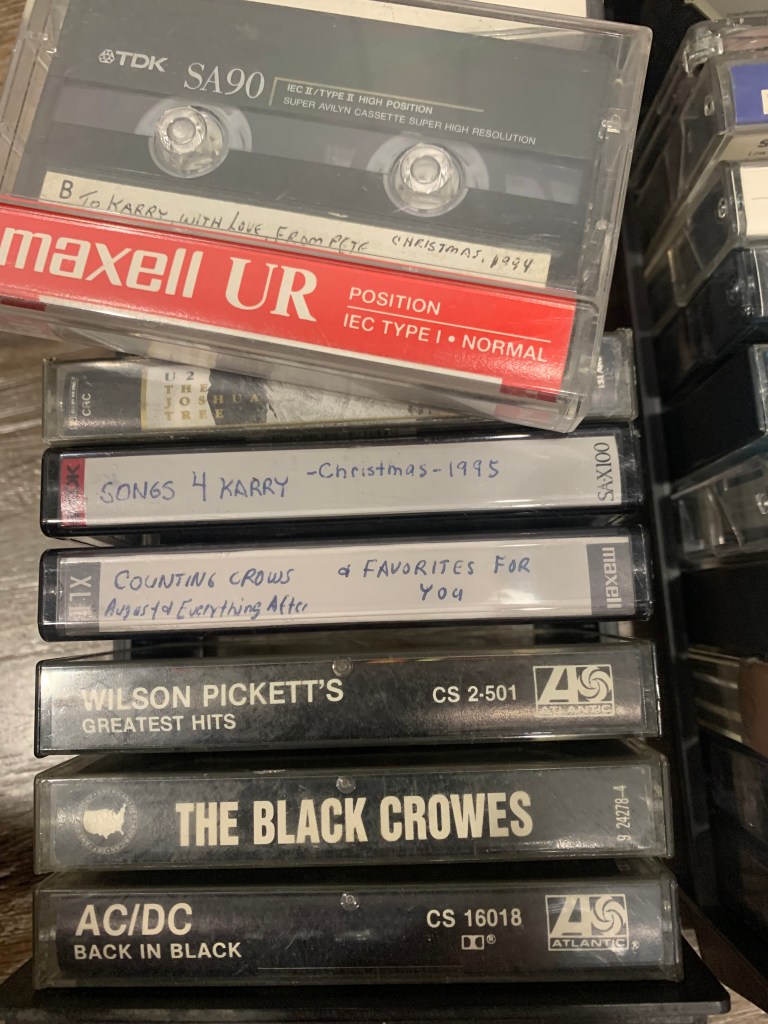 TDK SA90
IEC II/TYPE II HIGH POSITION
SUPER AVILYN CASSETTE SUPER HIGH RESOLUTION
B TO KARRY, WITH LOVE, FROM PETE CHRISTMAS, 1994
maxell UR POSITION
IEC TYPE I • NORMAL
CRC
U2
THE
JOSHUA
TREE
SONGS 4 KARRY -Christmas-1995
SA-X100
XLII
COUNTING CROWS & FAVORITES FOR
August & Everything After YOU
maxell
WILSON PICKETT'S CS 2-501
GREATEST HITS
ATLANTIC
THE BLACK CROWES
9 24278-4
AC/DC CS 16018
BACK IN BLACK
ATLANTIC